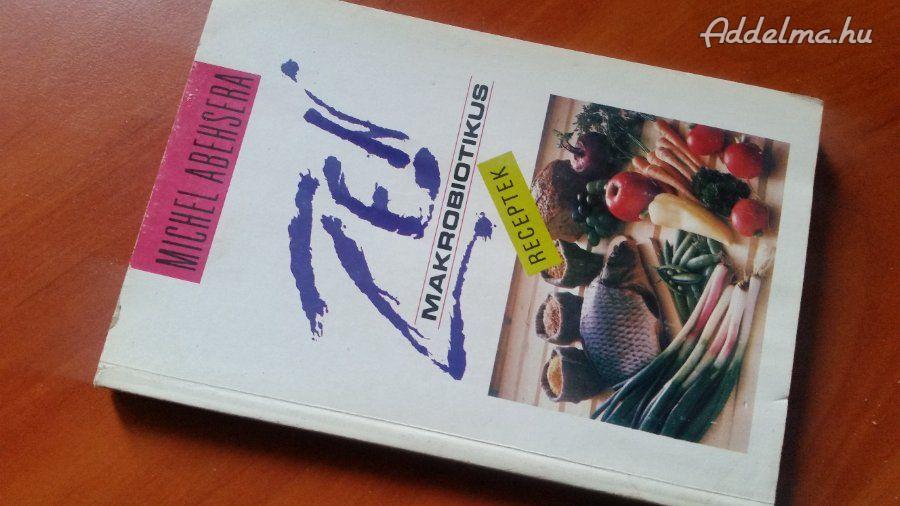 Addelma.hu
MICHEL ABEHSERA
ZEN
MAKROBIOTIKUS
RECEPTEK